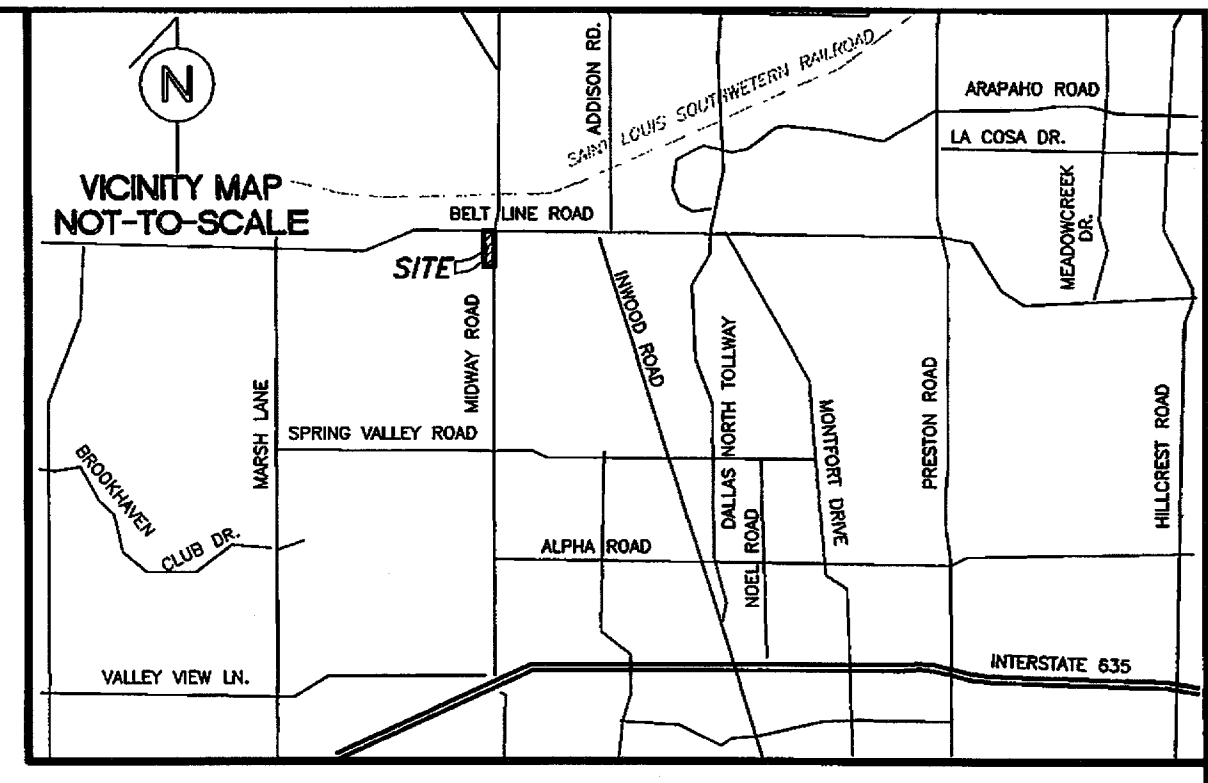 N
VICINITY MAP
NOT-TO-SCALE
ADDISON RD.
SAINT LOUIS SOUTHWETERN RAILROAD
ARAPAHO ROAD
LA COSA DR.
BELT LINE ROAD
SITE
MEADOWCREEK
DR.
INWOOD ROAD
MIDWAY ROAD
DALLAS NORTH TOLLWAY
MARSH LANE
SPRING VALLEY ROAD
MONTFORT DRIVE
PRESTON ROAD
HILLCREST ROAD
BROOKHAVEN
CLUB DR.
ALPHA ROAD
NOEL ROAD
VALLEY VIEW LN.
INTERSTATE 635